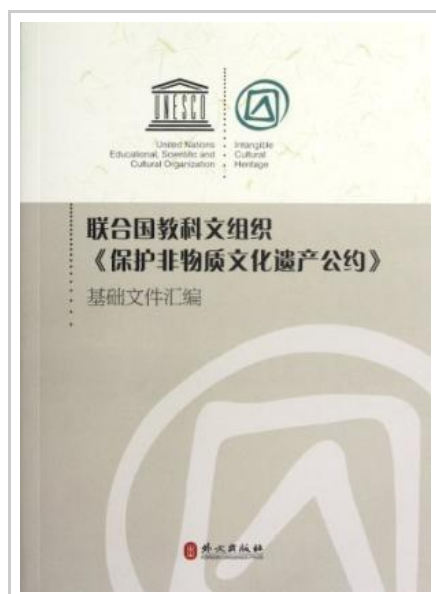 UNESCO
United Nations
Educational, Scientific and
Cultural Organization
Intangible
Cultural
Heritage
联合国教科文组织
《保护非物质文化遗产公约》
基础文件汇编
外文出版社